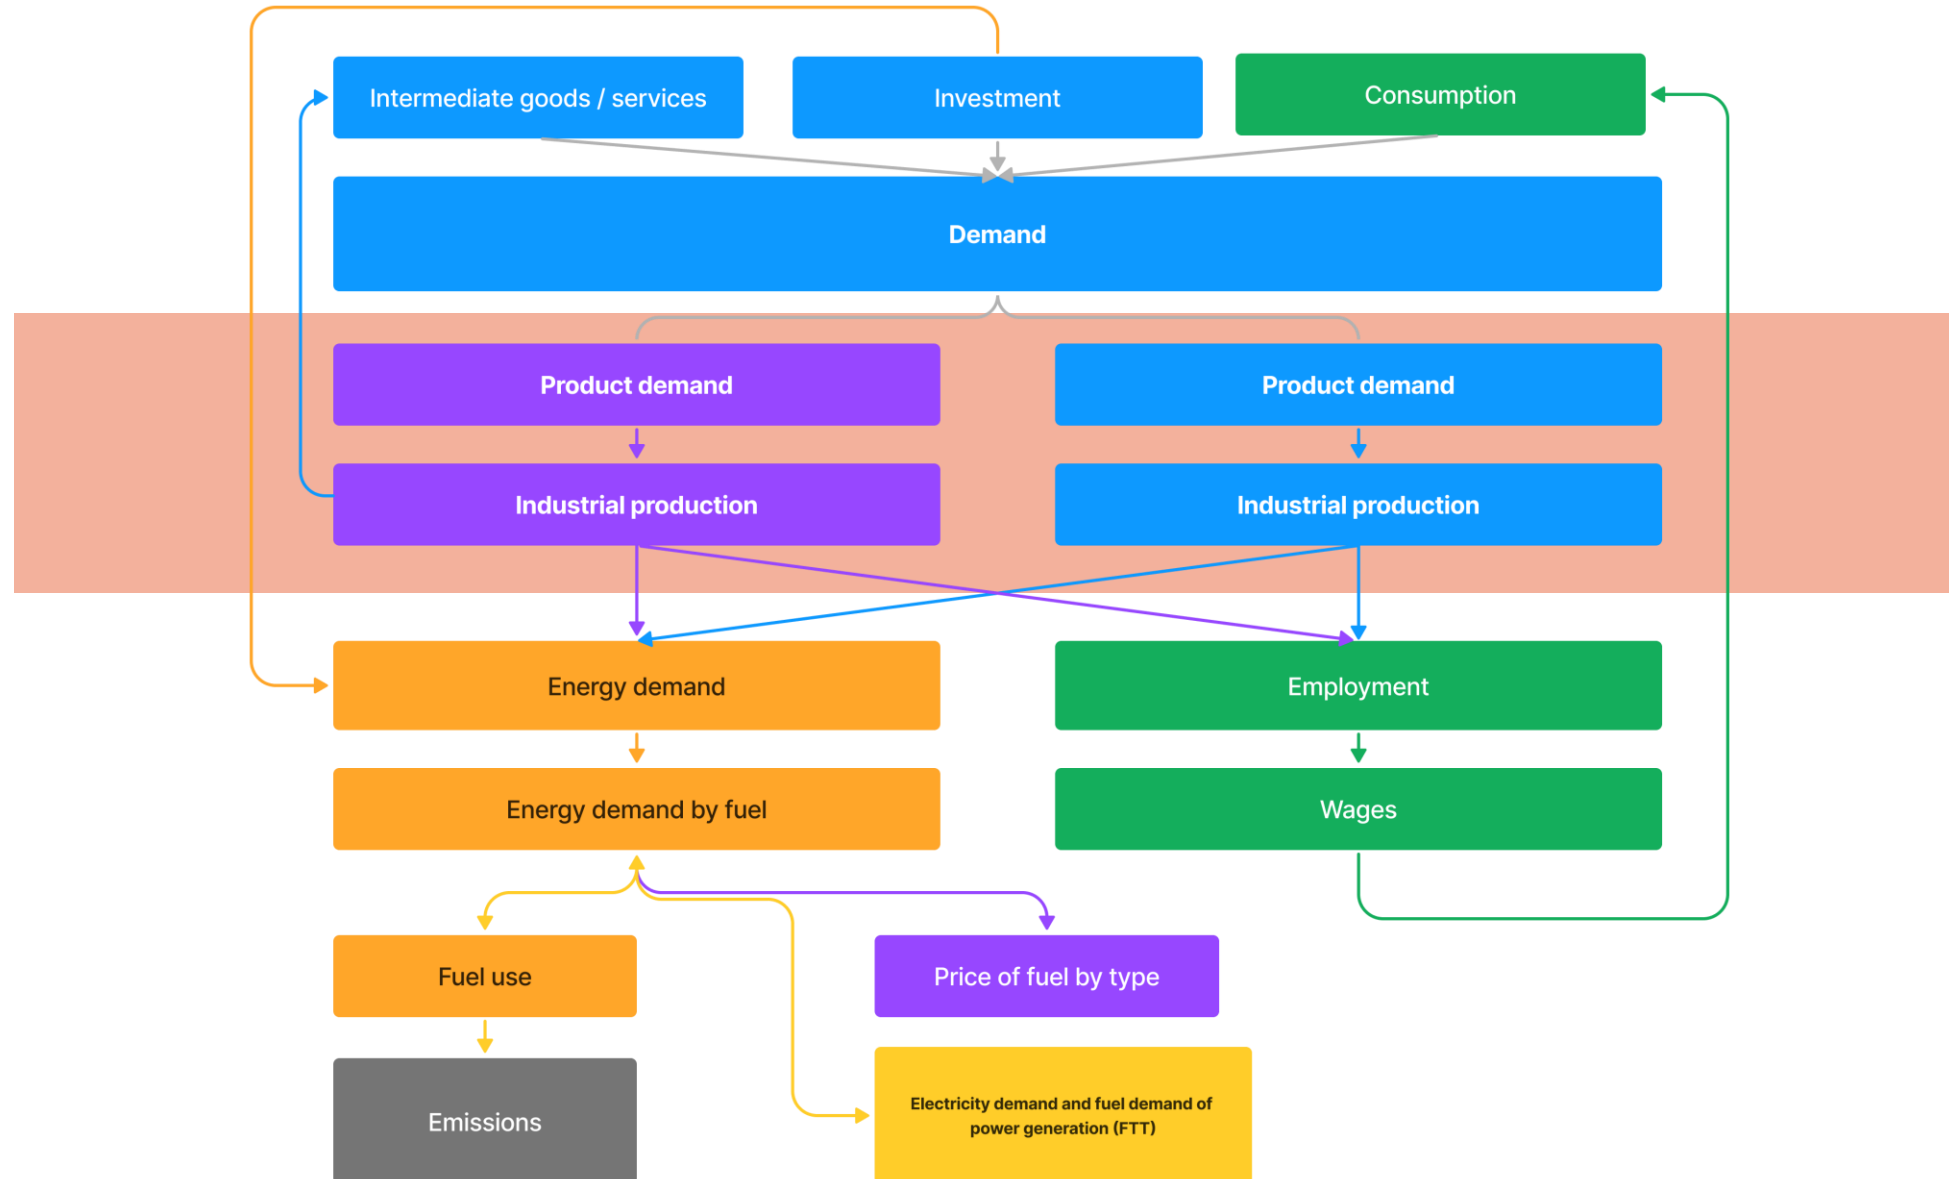 Intermediate goods / services
Investment
Consumption
Demand
Product demand
Product demand
Industrial production
Industrial production
Energy demand
Employment
Energy demand by fuel
Wages
Fuel use
Price of fuel by type
Emissions
Electricity demand and fuel demand of
power generation (FTT)